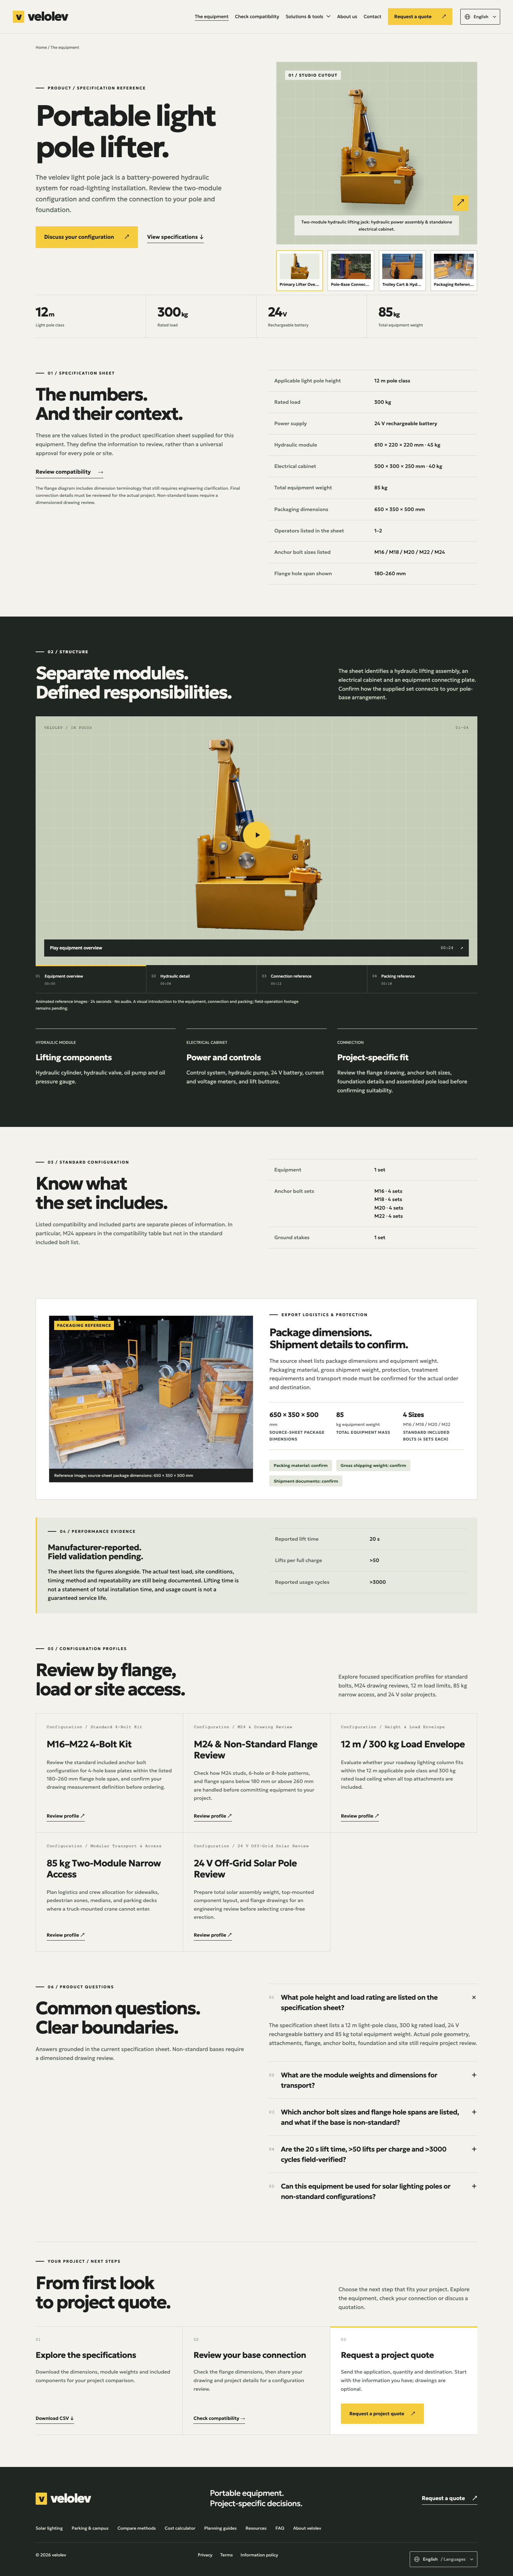 velolev
The equipment
Check compatibility
Solutions & tools
About us
Contact
Request a quote
English
Home / The equipment
PRODUCT / SPECIFICATION REFERENCE
Portable light
pole lifter.
The velolev light pole jack is a battery-powered hydraulic
system for road-lighting installation. Review the two-module
configuration and confirm the connection to your pole and
foundation.
Discuss your configuration
View specifications ↓
01 / STUDIO CUTOUT
Two-module hydraulic lifting jack: hydraulic power assembly & standalone
electrical cabinet.
Primary Lifter Ove...
Pole-Base Connec...
Trolley Cart & Hyd...
Packaging Referen...
12m
Light pole class
300kg
Rated load
24V
Rechargeable battery
85kg
Total equipment weight
01 / SPECIFICATION SHEET
The numbers.
And their context.
These are the values listed in the product specification sheet supplied for this
equipment. They define the information to review, rather than a universal
approval for every pole or site.
Review compatibility →
The flange diagram includes dimension terminology that still requires engineering clarification. Final
connection details must be reviewed for the actual project. Non-standard bases require a
dimensioned drawing review.
Applicable light pole height
12 m pole class
Rated load
300 kg
Power supply
24 V rechargeable battery
Hydraulic module
610 × 220 × 220 mm · 45 kg
Electrical cabinet
500 × 300 × 250 mm · 40 kg
Total equipment weight
85 kg
Packaging dimensions
650 × 350 × 500 mm
Operators listed in the sheet
1–2
Anchor bolt sizes listed
M16 / M18 / M20 / M22 / M24
Flange hole span shown
180–260 mm
02 / STRUCTURE
Separate modules.
Defined responsibilities.
The sheet identifies a hydraulic lifting assembly, an
electrical cabinet and an equipment connecting plate.
Confirm how the supplied set connects to your pole-
base arrangement.
VELOLEV / IN FOCUS
01—04
Play equipment overview
00:24
01
Equipment overview
00:00
02
Hydraulic detail
00:06
03
Connection reference
00:12
04
Packing reference
00:18
Animated reference images · 24 seconds · No audio. A visual introduction to the equipment, connection and packing; field-operation footage
remains pending.
HYDRAULIC MODULE
Lifting components
Hydraulic cylinder, hydraulic valve, oil pump and oil
pressure gauge.
ELECTRICAL CABINET
Power and controls
Control system, hydraulic pump, 24 V battery, current
and voltage meters, and lift buttons.
CONNECTION
Project-specific fit
Review the flange drawing, anchor bolt sizes,
foundation details and assembled pole load before
confirming suitability.
03 / STANDARD CONFIGURATION
Know what
the set includes.
Listed compatibility and included parts are separate pieces of information. In
particular, M24 appears in the compatibility table but not in the standard
included bolt list.
Equipment
1 set
Anchor bolt sets
M16 · 4 sets
M18 · 4 sets
M20 · 4 sets
M22 · 4 sets
Ground stakes
1 set
PACKAGING REFERENCE
Reference image; source-sheet package dimensions: 650 × 350 × 500 mm
EXPORT LOGISTICS & PROTECTION
Package dimensions.
Shipment details to confirm.
The source sheet lists package dimensions and equipment weight.
Packaging material, gross shipment weight, protection, treatment
requirements and transport mode must be confirmed for the actual order
and destination.
650 × 350 × 500
mm
SOURCE-SHEET PACKAGE
DIMENSIONS
85
kg equipment weight
TOTAL EQUIPMENT MASS
4 Sizes
M16 / M18 / M20 / M22
STANDARD INCLUDED
BOLTS (4 SETS EACH)
Packing material: confirm
Gross shipping weight: confirm
Shipment documents: confirm
04 / PERFORMANCE EVIDENCE
Manufacturer-reported.
Field validation pending.
The sheet lists the figures alongside. The actual test load, site conditions,
timing method and repeatability are still being documented. Lifting time is
not a statement of total installation time, and usage count is not a
guaranteed service life.
Reported lift time
20 s
Lifts per full charge
>50
Reported usage cycles
>3000
05 / CONFIGURATION PROFILES
Review by flange,
load or site access.
Explore focused specification profiles for standard
bolts, M24 drawing reviews, 12 m load limits, 85 kg
narrow access, and 24 V solar projects.
Configuration / Standard 4-Bolt Kit
M16–M22 4-Bolt Kit
Review the standard included anchor bolt
configuration for 4-hole base plates within the listed
180–260 mm flange hole span, and confirm your
drawing measurement definition before ordering.
Review profile ↗
Configuration / M24 & Drawing Review
M24 & Non-Standard Flange
Review
Check how M24 studs, 6-hole or 8-hole patterns,
and flange spans below 180 mm or above 260 mm
are handled before committing equipment to your
project.
Review profile ↗
Configuration / Height & Load Envelope
12 m / 300 kg Load Envelope
Evaluate whether your roadway lighting column fits
within the 12 m applicable pole class and 300 kg
rated load ceiling when all top attachments are
included.
Review profile ↗
Configuration / Modular Transport & Access
85 kg Two-Module Narrow
Access
Plan logistics and crew allocation for sidewalks,
pedestrian zones, medians, and parking decks
where a truck-mounted crane cannot enter.
Review profile ↗
Configuration / 24 V Off-Grid Solar Review
24 V Off-Grid Solar Pole
Review
Prepare total solar assembly weight, top-mounted
component layout, and flange drawings for an
engineering review before selecting crane-free
erection.
Review profile ↗
06 / PRODUCT QUESTIONS
Common questions.
Clear boundaries.
Answers grounded in the current specification sheet. Non-standard bases require
a dimensioned drawing review.
01
What pole height and load rating are listed on the
specification sheet?
The specification sheet lists a 12 m light-pole class, 300 kg rated load, 24 V
rechargeable battery and 85 kg total equipment weight. Actual pole geometry,
attachments, flange, anchor bolts, foundation and site still require project review.
02
What are the module weights and dimensions for
transport?
03
Which anchor bolt sizes and flange hole spans are listed,
and what if the base is non-standard?
04
Are the 20 s lift time, >50 lifts per charge and >3000
cycles field-verified?
05
Can this equipment be used for solar lighting poles or
non-standard configurations?
YOUR PROJECT / NEXT STEPS
From first look
to project quote.
Choose the next step that fits your project. Explore
the equipment, check your connection or discuss a
quotation.
01
Explore the specifications
Download the dimensions, module weights and included
components for your project comparison.
Download CSV ↓
02
Review your base connection
Check the flange dimensions, then share your
drawing and project details for a configuration
review.
Check compatibility →
03
Request a project quote
Send the application, quantity and destination. Start
with the information you have; drawings are
optional.
Request a project quote ↗
velolev
Portable equipment.
Project-specific decisions.
Request a quote ↗
Solar lighting
Parking & campus
Compare methods
Cost calculator
Planning guides
Resources
FAQ
About velolev
© 2026 velolev
Privacy
Terms
Information policy
English / Languages